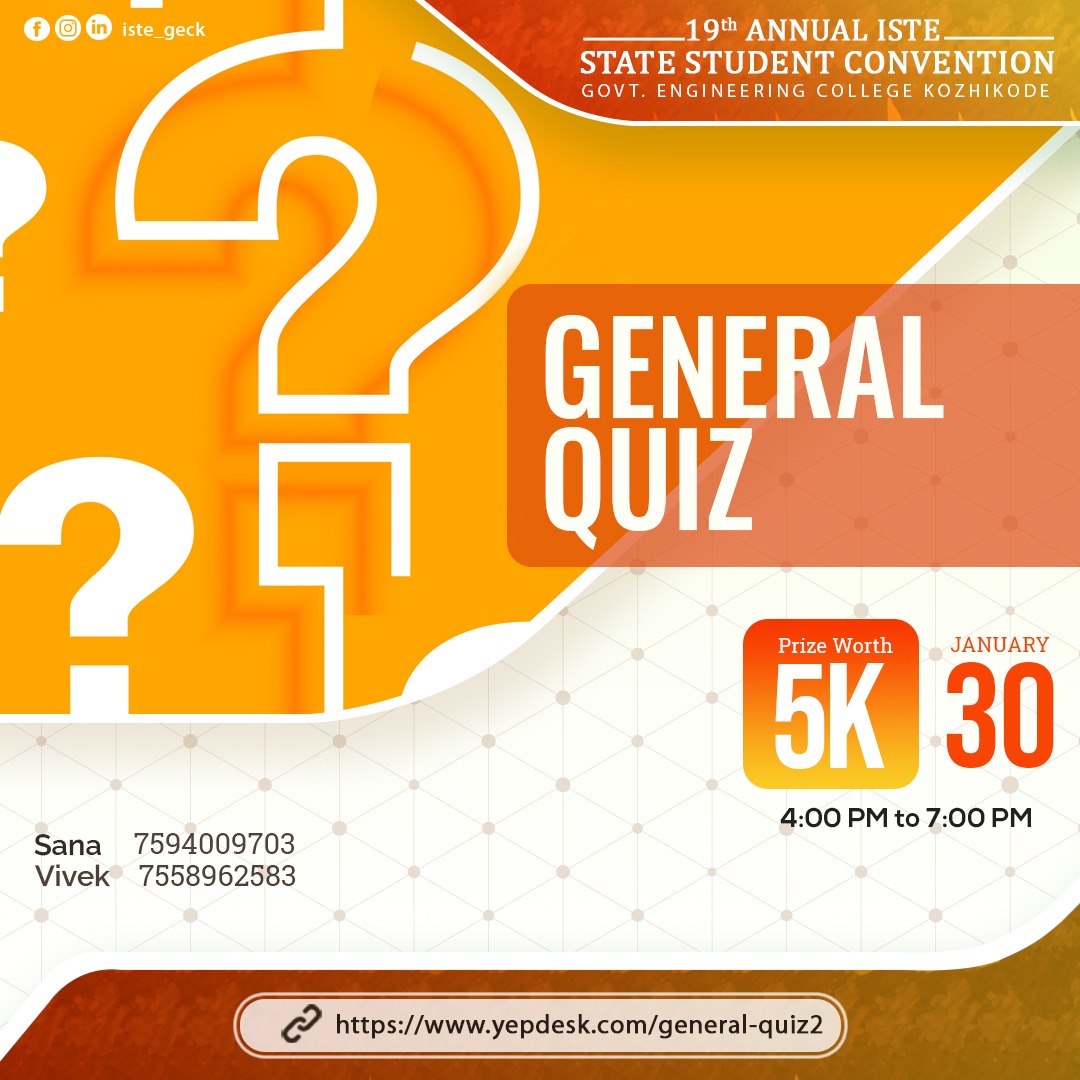 iste_geck
19th ANNUAL ISTE
STATE STUDENT CONVENTION
GOVT. ENGINEERING COLLEGE KOZHIKODE
GENERAL
QUIZ
Prize Worth
5K
JANUARY
30
4:00 PM to 7:00 PM
Sana 7594009703
Vivek 7558962583
https://www.yepdesk.com/general-quiz2